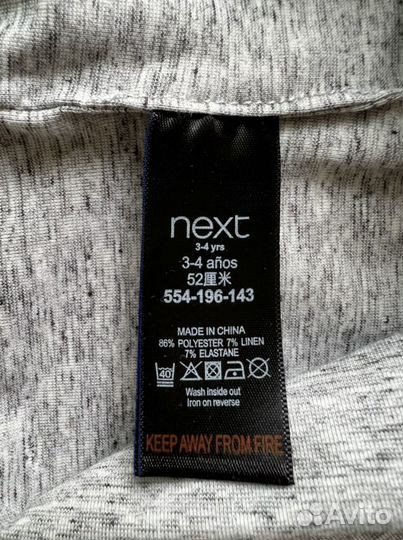 next
3-4 yrs
3-4 años
52厘米
554-196-143
MADE IN CHINA
86% POLYESTER 7% LINEN
7% ELASTANE
40
Wash inside out
Iron on reverse
KEEP AWAY FROM FIRE
Avito